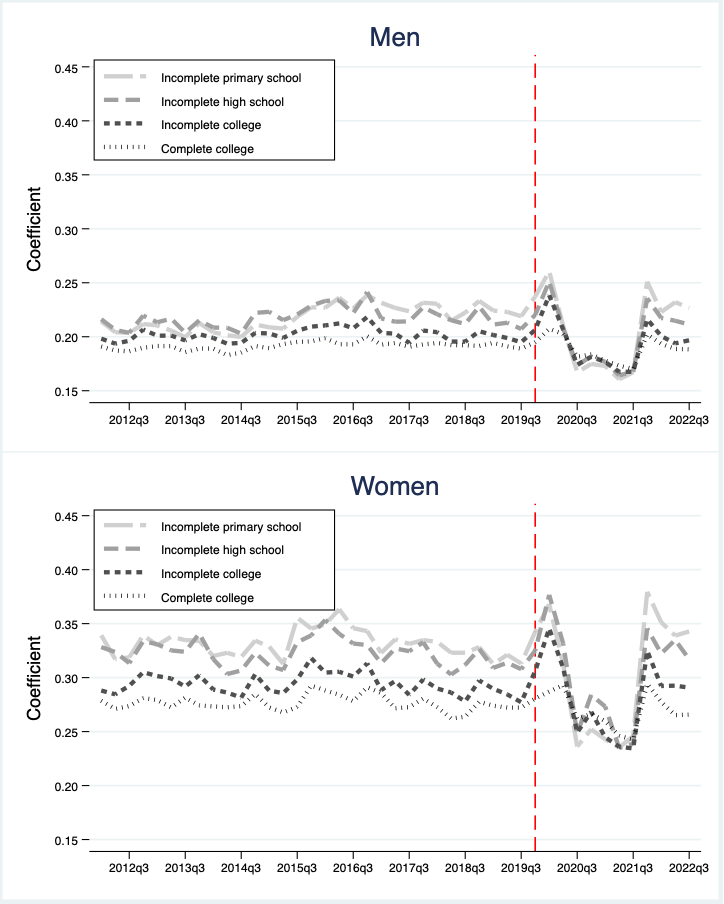 Men
0.45
0.40
0.35
0.30
0.25
0.20
0.15
Coefficient
Incomplete primary school
Incomplete high school
Incomplete college
Complete college
2012q3 2013q3 2014q3 2015q3 2016q3 2017q3 2018q3 2019q3 2020q3 2021q3 2022q3
Women
0.45
0.40
0.35
0.30
0.25
0.20
0.15
Coefficient
Incomplete primary school
Incomplete high school
Incomplete college
Complete college
2012q3 2013q3 2014q3 2015q3 2016q3 2017q3 2018q3 2019q3 2020q3 2021q3 2022q3